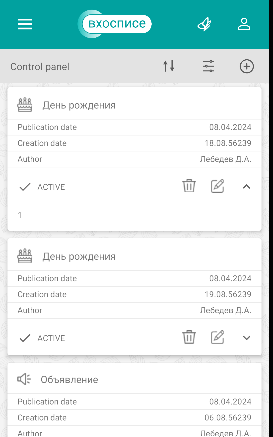 вхосписе
Control panel
День рождения
Publication date 08.04.2024
Creation date 18.08.56239
Author Лебедев Д.А.
ACTIVE
1
День рождения
Publication date 08.04.2024
Creation date 19.08.56239
Author Лебедев Д.А.
ACTIVE
Объявление
Publication date 08.04.2024
Creation date 06.08.56239
Author Лебедев Д.А.